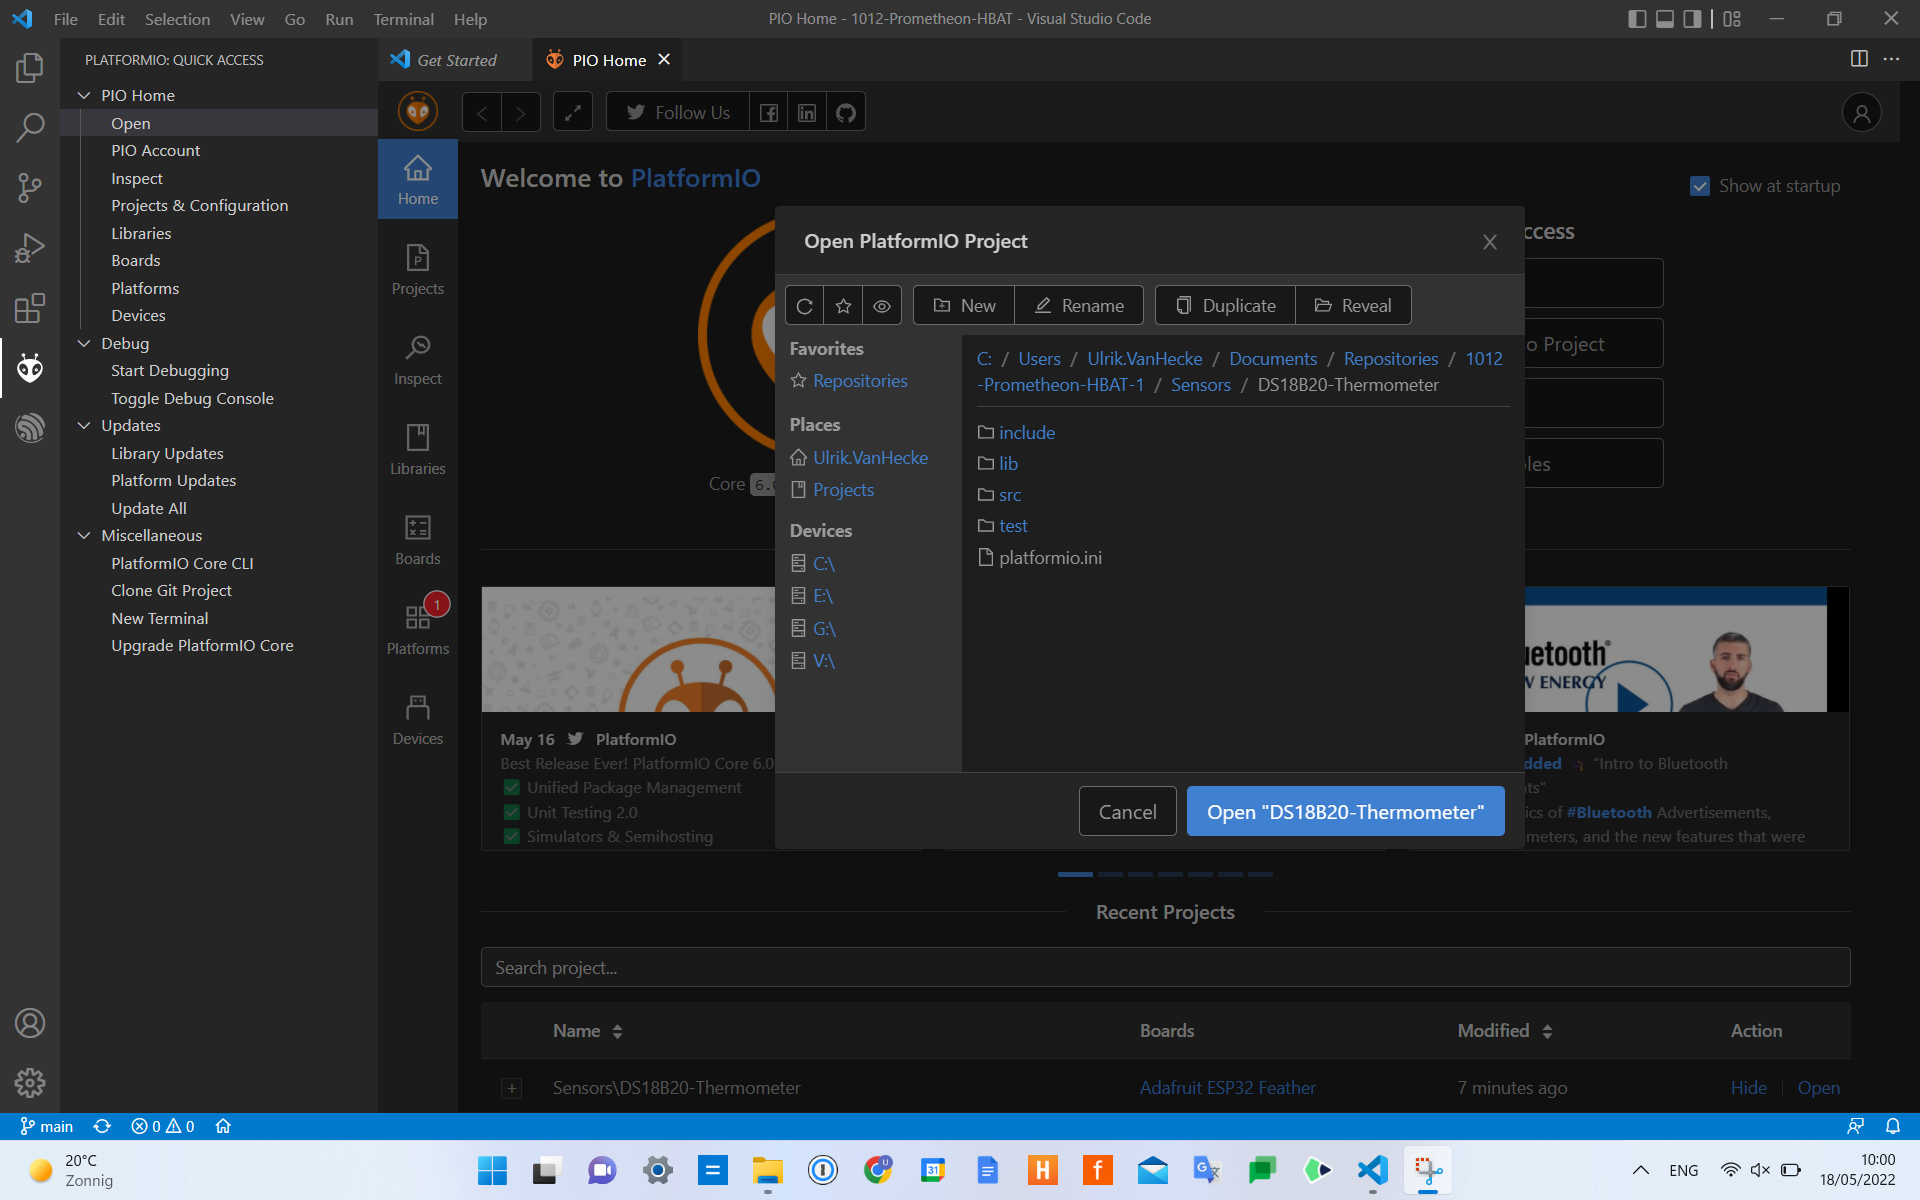 File Edit Selection View Go Run Terminal Help
PIO Home - 1012-Prometheon-HBAT - Visual Studio Code
PLATFORMIO: QUICK ACCESS
PIO Home
Open
PIO Account
Inspect
Projects & Configuration
Libraries
Boards
Platforms
Devices
Debug
Start Debugging
Toggle Debug Console
Updates
Library Updates
Platform Updates
Update All
Miscellaneous
PlatformIO Core CLI
Clone Git Project
New Terminal
Upgrade PlatformIO Core
Get Started
PIO Home
Follow Us
Home
Projects
Inspect
Libraries
Boards
1
Platforms
Devices
Welcome to PlatformIO
Show at startup
ccess
o Project
les
Core 6.
Open PlatformIO Project
New Rename Duplicate Reveal
Favorites
Repositories
Places
Ulrik.VanHecke
Projects
Devices
C:\
E:\
G:\
V:\
C: / Users / Ulrik.VanHecke / Documents / Repositories / 1012
-Prometheon-HBAT-1 / Sensors / DS18B20-Thermometer
include
lib
src
test
platformio.ini
Cancel
Open "DS18B20-Thermometer"
May 16 PlatformIO
Best Release Ever! PlatformIO Core 6.0
Unified Package Management
Unit Testing 2.0
Simulators & Semihosting
uetooth®
W ENERGY
PlatformIO
dded "Intro to Bluetooth
ts"
ics of #Bluetooth Advertisements,
meters, and the new features that were
Recent Projects
Search project...
Name Boards Modified Action
Sensors\DS18B20-Thermometer Adafruit ESP32 Feather 7 minutes ago Hide Open
main 0 0
20°C
Zonnig
31
H
f
U
G
ENG
10:00
18/05/2022